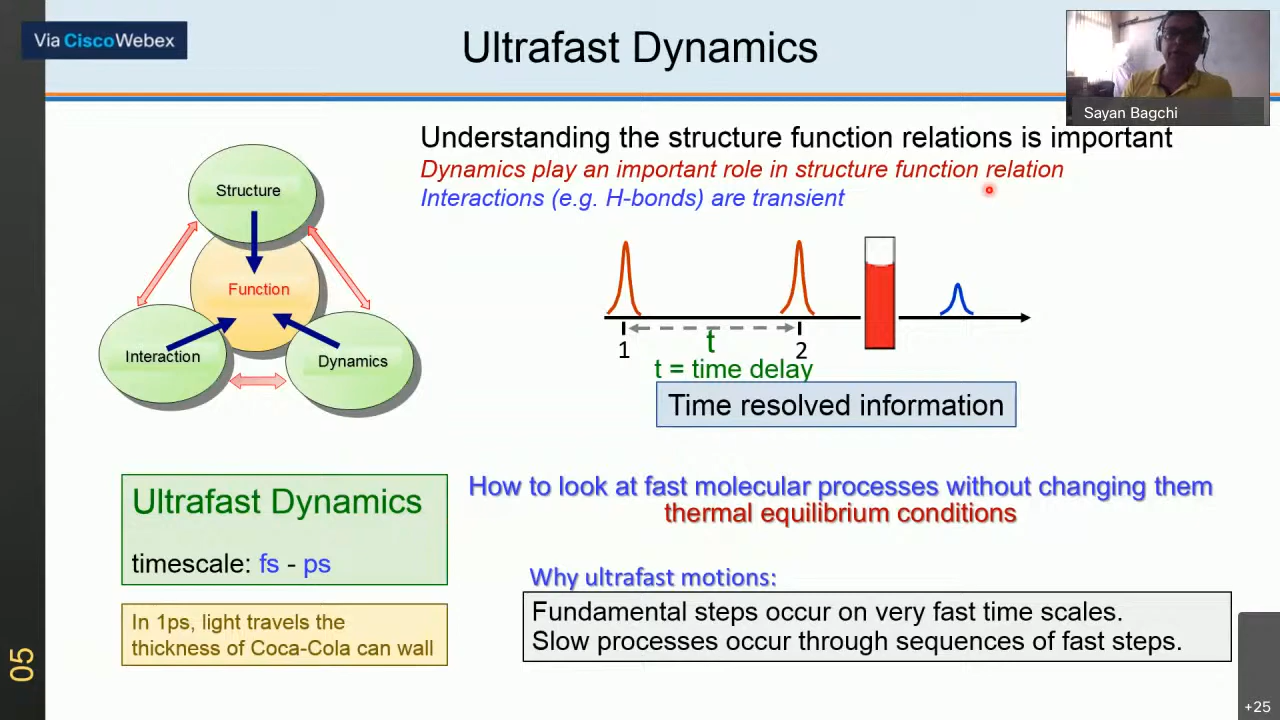 Via CiscoWebex
Ultrafast Dynamics
Sayan Bagchi
Understanding the structure function relations is important
Dynamics play an important role in structure function relation
Interactions (e.g. H-bonds) are transient
Structure
Function
Interaction
Dynamics
1
t
2
t = time delay
Time resolved information
Ultrafast Dynamics
timescale: fs - ps
How to look at fast molecular processes without changing them
thermal equilibrium conditions
In 1ps, light travels the
thickness of Coca-Cola can wall
Why ultrafast motions:
Fundamental steps occur on very fast time scales.
Slow processes occur through sequences of fast steps.
05
+25